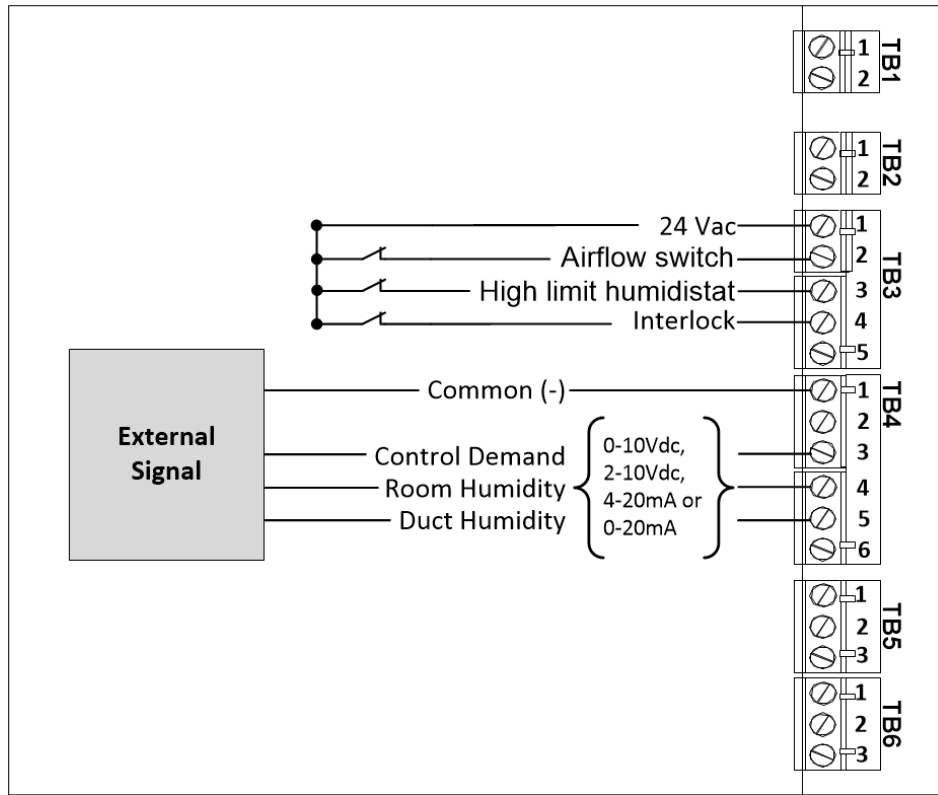 1
2
TB1
1
2
TB2
24 Vac
1
Airflow switch
2
High limit humidistat
3
Interlock
4
5
TB3
External
Signal
Common (-)
1
2
Control Demand
3
Room Humidity
4
Duct Humidity
5
6
TB4
0-10Vdc,
2-10Vdc,
4-20mA or
0-20mA
1
2
3
TB5
1
2
3
TB6